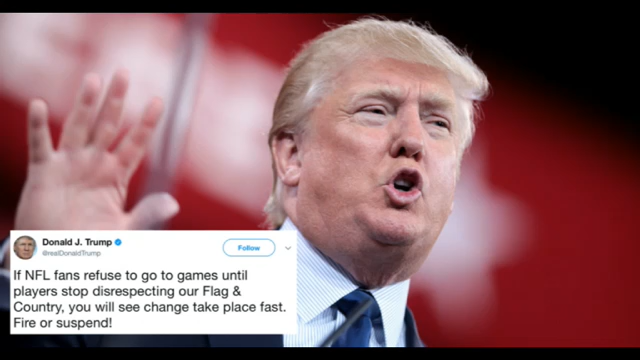 Donald J. Trump
@realDonaldTrump
Follow
If NFL fans refuse to go to games until
players stop disrespecting our Flag &
Country, you will see change take place fast.
Fire or suspend!